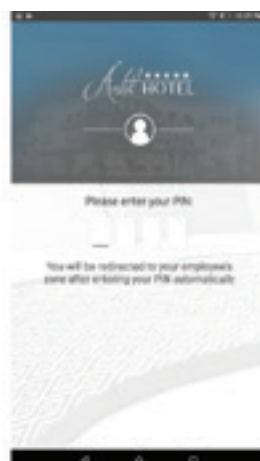 HOTEL
Please enter your PIN
You will be redirected to your employee's
zone after entering your PIN automatically